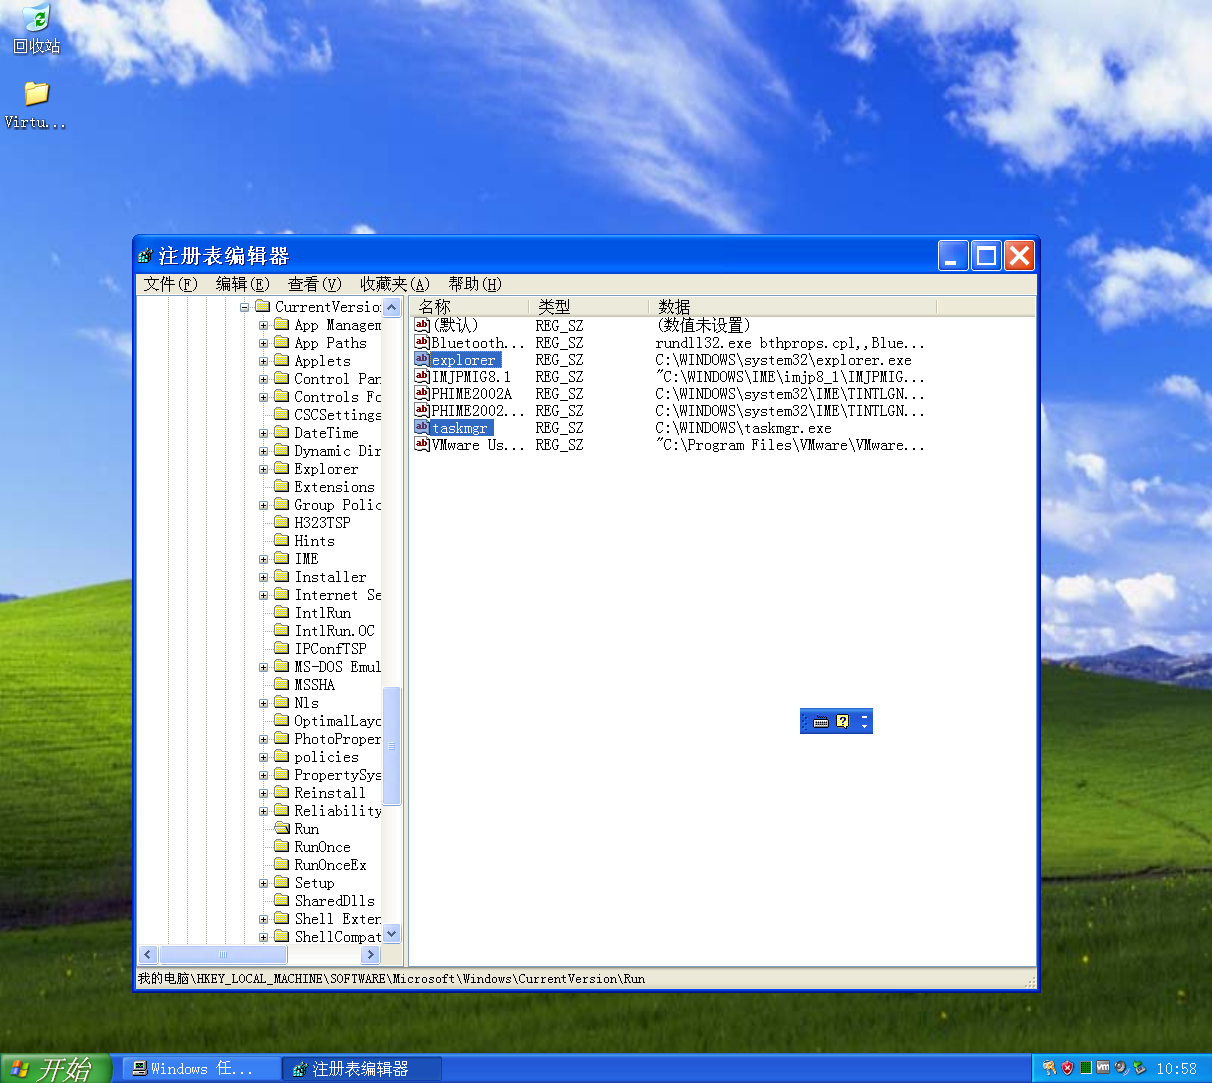 回收站
Virtu...
注册表编辑器
文件(F) 编辑(E) 查看(V) 收藏夹(A) 帮助(H)
CurrentVersio
App Managem
App Paths
Applets
Control Pan
Controls Fo
CSCSettings
DateTime
Dynamic Dir
Explorer
Extensions
Group Polic
H323TSP
Hints
IME
Installer
Internet Se
IntlRun
IntlRun.OC
IPConfTSP
MS-DOS Emul
MSSHA
Nls
OptimalLayo
PhotoProper
policies
PropertySys
Reinstall
Reliability
Run
RunOnce
RunOnceEx
Setup
SharedDlls
Shell Exten
ShellCompat
名称 类型 数据
(默认) REG_SZ (数值未设置)
Bluetooth... REG_SZ rundll32.exe bthprops.cpl,,Blue...
explorer REG_SZ C:\WINDOWS\system32\explorer.exe
IMJPMIG8.1 REG_SZ "C:\WINDOWS\IME\imjp8_1\IMJPMIG...
PHIME2002A REG_SZ C:\WINDOWS\system32\IME\TINTLGN...
PHIME2002... REG_SZ C:\WINDOWS\system32\IME\TINTLGN...
taskmgr REG_SZ C:\WINDOWS\taskmgr.exe
VMware Us... REG_SZ "C:\Program Files\VMware\VMware...
我的电脑\HKEY_LOCAL_MACHINE\SOFTWARE\Microsoft\Windows\CurrentVersion\Run
开始 Windows 任... 注册表编辑器 10:58